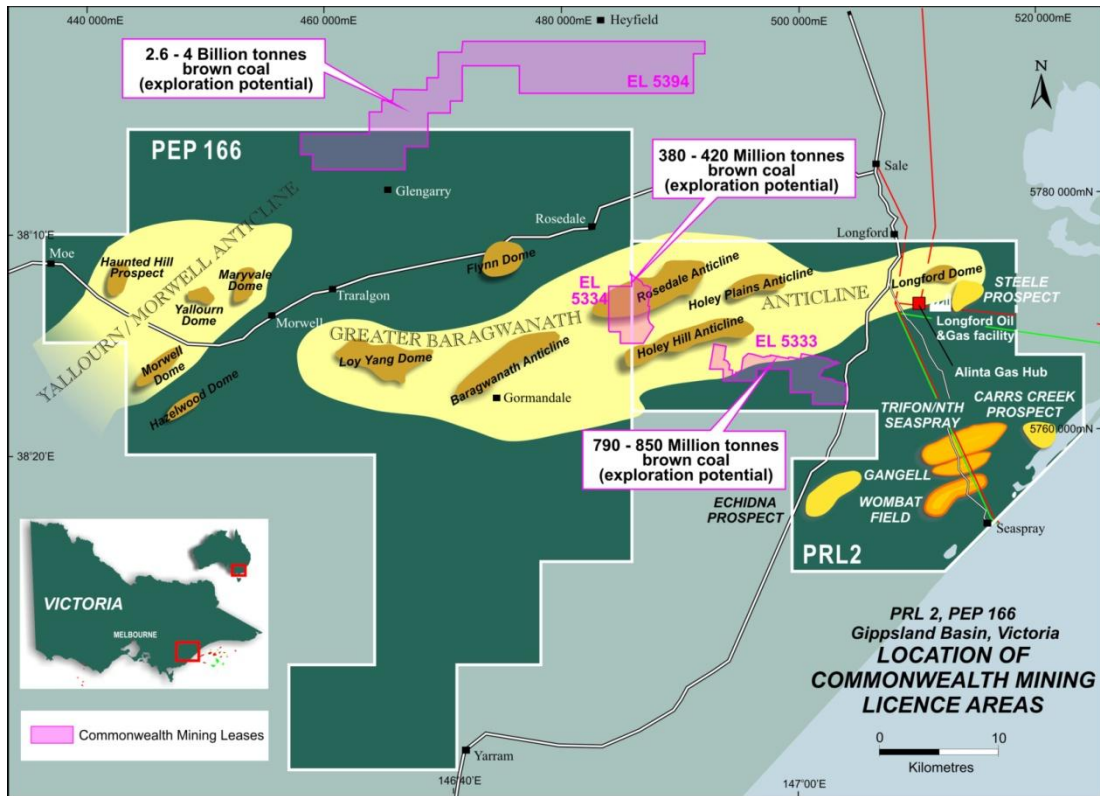 440 000mE
460 000mE
480 000mE
Heyfield
500 000mE
520 000mE
2.6 - 4 Billion tonnes
brown coal
(exploration potential)
EL 5394
N
PEP 166
380 - 420 Million tonnes
brown coal
(exploration potential)
Sale
5780 000mN
Glengarry
Rosedale
Longford
38°10'
Moe
YALLOURN / MORWELL ANTICLINE
Haunted Hill
Prospect
Maryvale
Dome
Yallourn
Dome
Flynn Dome
Traralgon
Morwell
EL
5334
Rosedale Anticline
Holey Plains Anticline
Longford Dome
STEELE
PROSPECT
GREATER BARAGWANATH
ANTICLINE
Longford Oil
&Gas facility
Morwell
Dome
Hazelwood Dome
Loy Yang Dome
Baragwanath Anticline
Holey Hill Anticline
EL 5333
Alinta Gas Hub
Gormandale
TRIFON/NTH
SEASPRAY
CARRS CREEK
PROSPECT
5760 000mN
38°20'
790 - 850 Million tonnes
brown coal
(exploration potential)
GANGELL
ECHIDNA
PROSPECT
WOMBAT
FIELD
Seaspray
PRL2
VICTORIA
MELBOURNE
PRL 2, PEP 166
Gippsland Basin, Victoria
LOCATION OF
COMMONWEALTH MINING
LICENCE AREAS
Commonwealth Mining Leases
Yarram
0
10
Kilometres
146°40'
147°00'